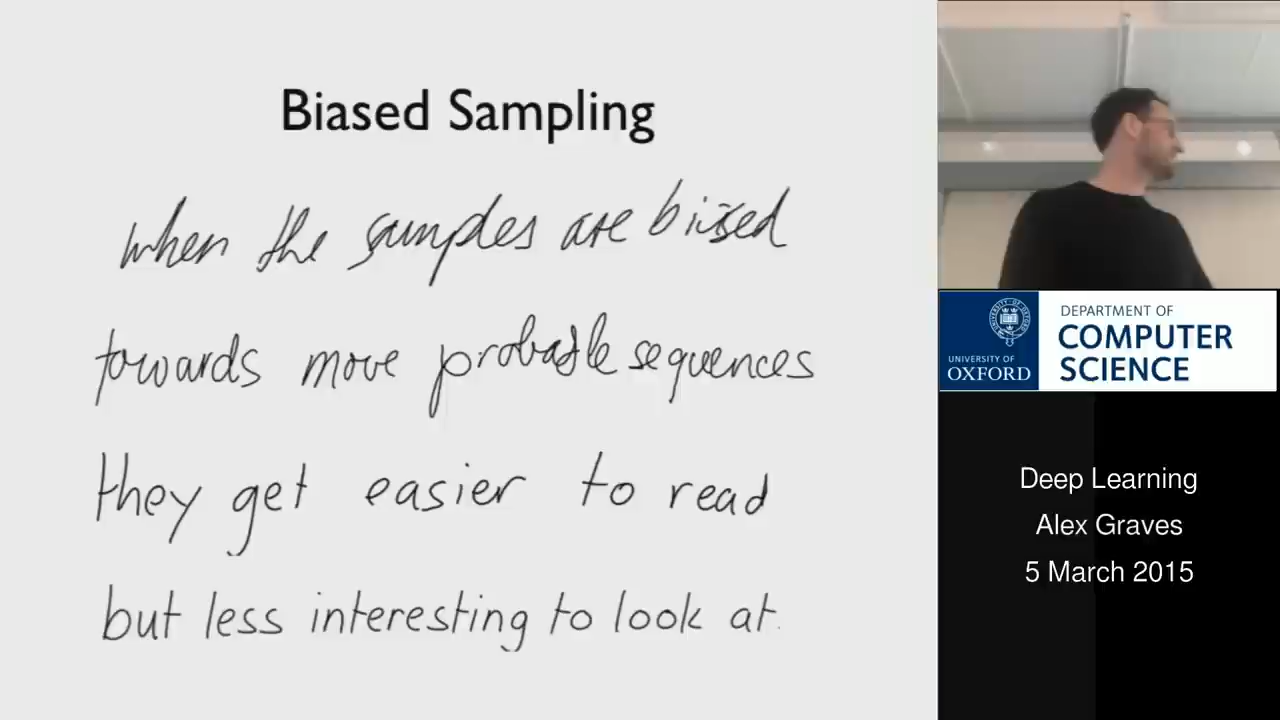 Biased Sampling
when the samples are biased
towards more probable sequences
they get easier to read
but less interesting to look at.
UNIVERSITY OF
OXFORD
DEPARTMENT OF
COMPUTER
SCIENCE
Deep Learning
Alex Graves
5 March 2015